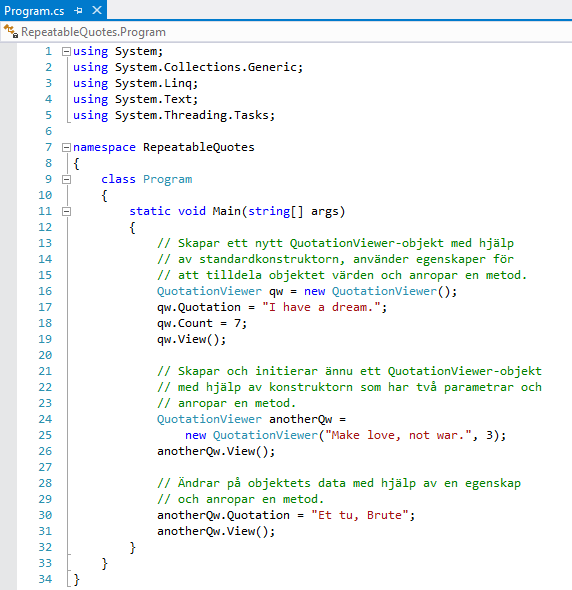 Program.cs
RepeatableQuotes.Program
1 using System;
2 using System.Collections.Generic;
3 using System.Linq;
4 using System.Text;
5 using System.Threading.Tasks;
6
7 namespace RepeatableQuotes
8 {
9     class Program
10     {
11         static void Main(string[] args)
12         {
13             // Skapar ett nytt QuotationViewer-objekt med hjälp
14             // av standardkonstruktorn, använder egenskaper för
15             // att tilldela objektet värden och anropar en metod.
16             QuotationViewer qw = new QuotationViewer();
17             qw.Quotation = "I have a dream.";
18             qw.Count = 7;
19             qw.View();
20
21             // Skapar och initierar ännu ett QuotationViewer-objekt
22             // med hjälp av konstruktorn som har två parametrar och
23             // anropar en metod.
24             QuotationViewer anotherQw =
25                 new QuotationViewer("Make love, not war.", 3);
26             anotherQw.View();
27
28             // Ändrar på objektets data med hjälp av en egenskap
29             // och anropar en metod.
30             anotherQw.Quotation = "Et tu, Brute";
31             anotherQw.View();
32         }
33     }
34 }